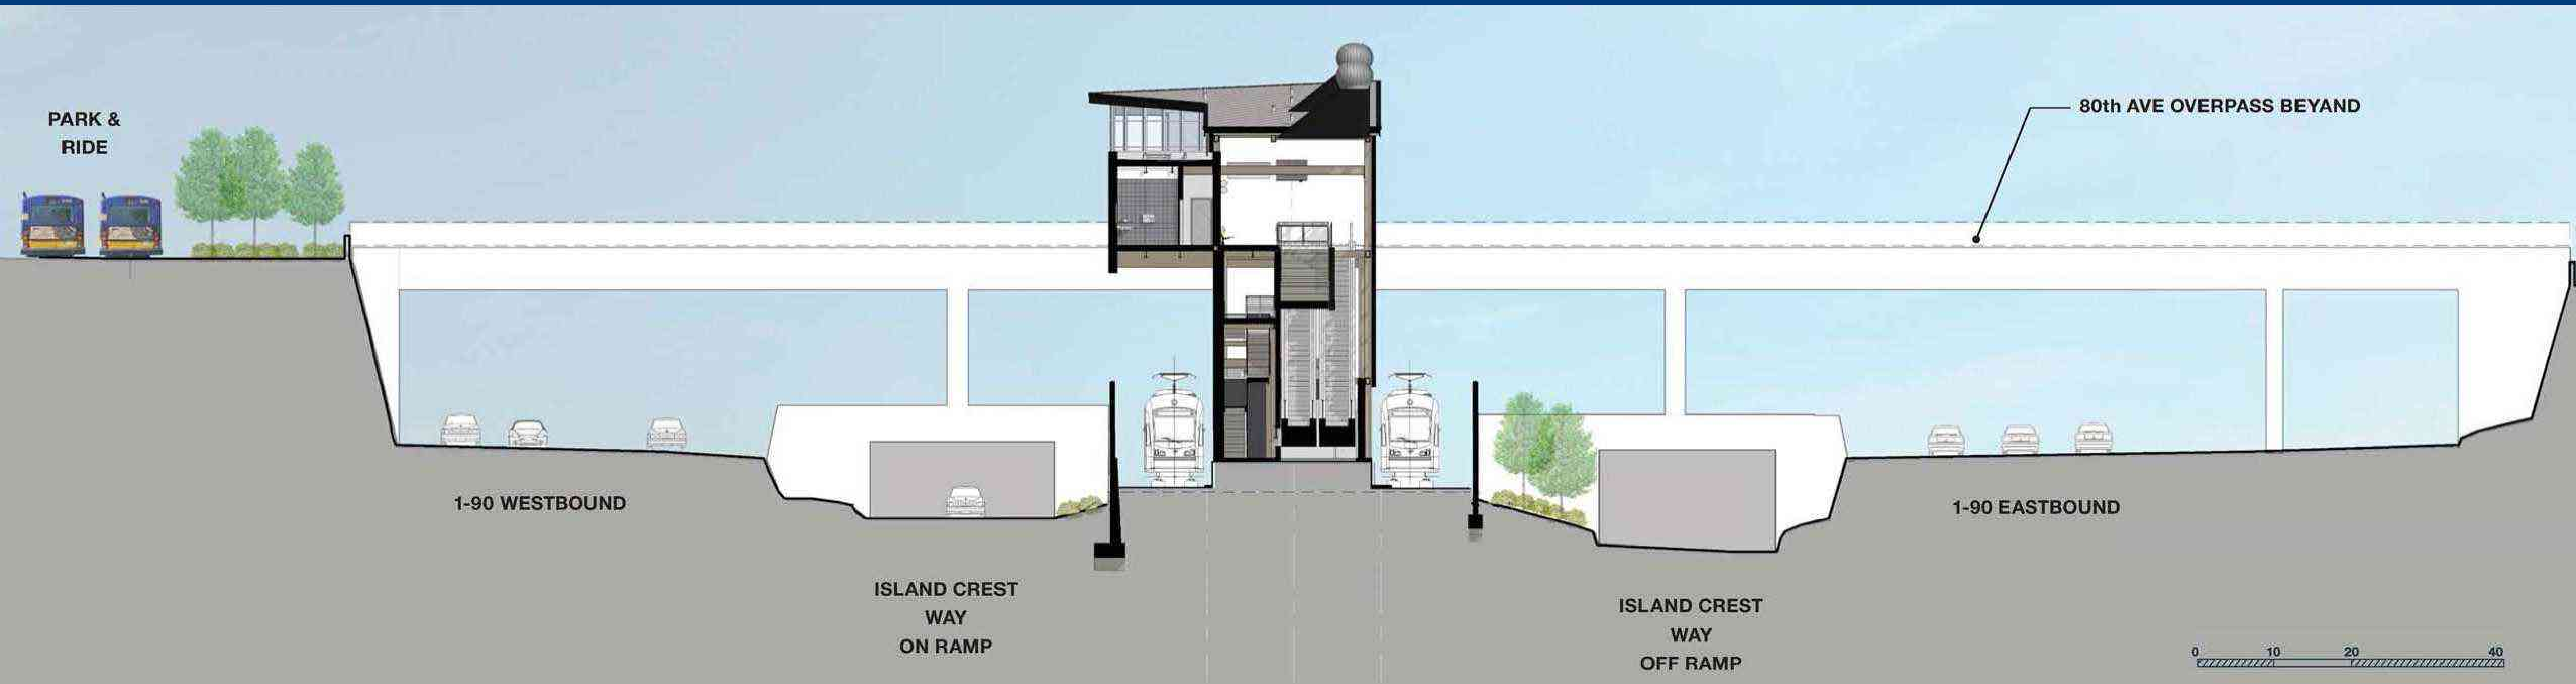 PARK &
RIDE
80th AVE OVERPASS BEYAND
1-90 WESTBOUND
1-90 EASTBOUND
ISLAND CREST
WAY
ON RAMP
ISLAND CREST
WAY
OFF RAMP
0 10 20 40